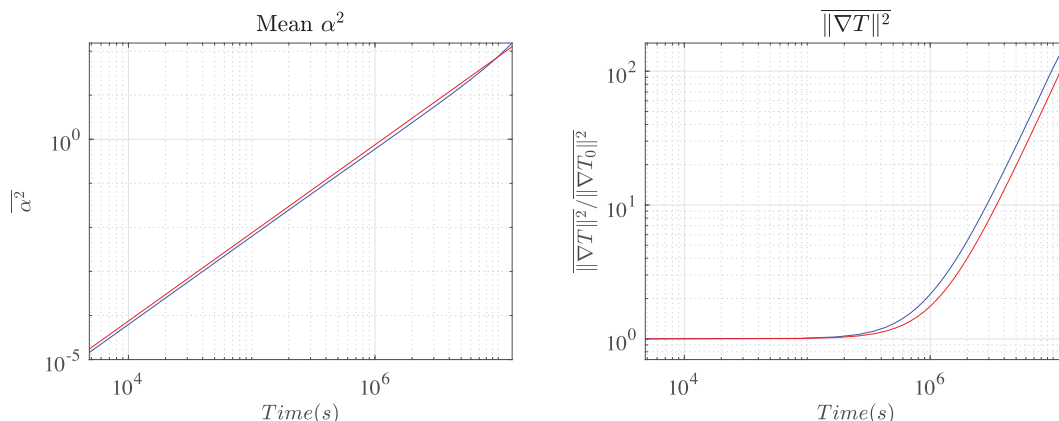 Mean α²
10⁰
10⁻⁵
10⁴
10⁶
Time(s)
α²
‖∇T‖²
10²
10¹
10⁰
10⁴
10⁶
Time(s)
‖∇T‖²/‖∇T₀‖²